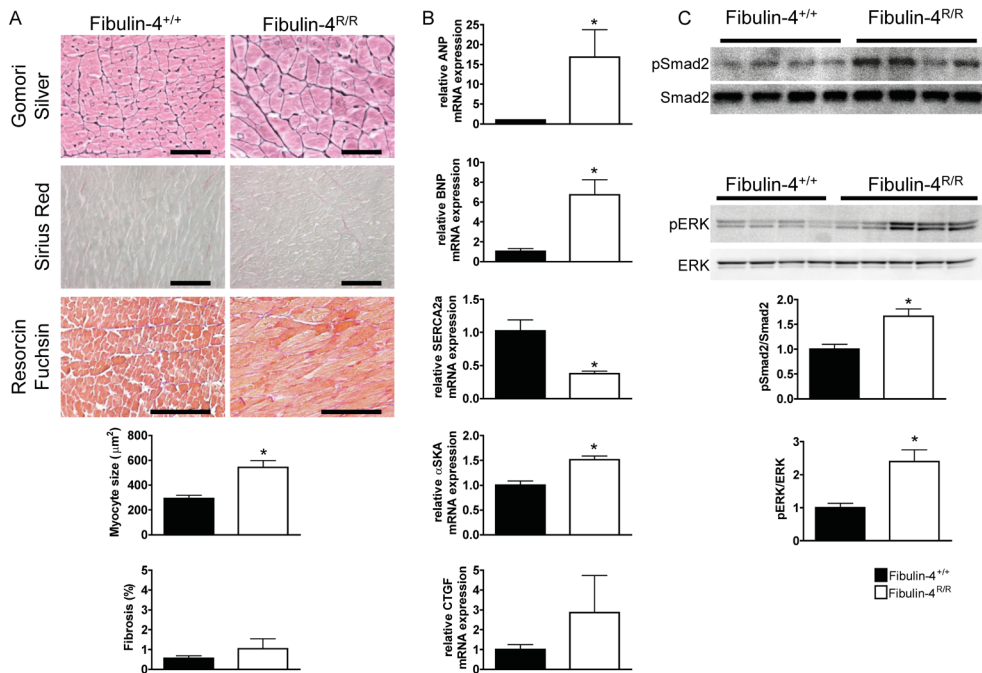 A
Fibulin-4+/+
Fibulin-4R/R
Gomori
Silver
Sirius Red
Resorcin
Fuchsin
Myocyte size (μm2)
800
600
400
200
0
*
Fibrosis (%)
5
4
3
2
1
0
B
relative ANP
mRNA expression
25
20
15
10
5
0
*
relative BNP
mRNA expression
10
8
6
4
2
0
*
relative SERCA2a
mRNA expression
1.5
1.0
0.5
0.0
*
relative αSKA
mRNA expression
2.0
1.5
1.0
0.5
0.0
*
relative CTGF
mRNA expression
5
4
3
2
1
0
C
Fibulin-4+/+
Fibulin-4R/R
pSmad2
Smad2
Fibulin-4+/+
Fibulin-4R/R
pERK
ERK
pSmad2/Smad2
2.0
1.5
1.0
0.5
0.0
*
pERK/ERK
3
2
1
0
*
Fibulin-4+/+
Fibulin-4R/R